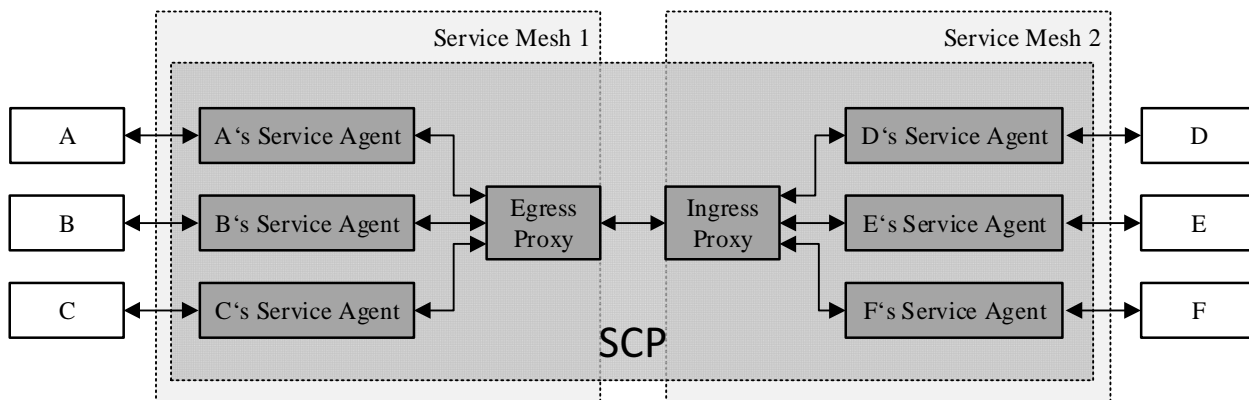 Service Mesh 1
Service Mesh 2
A
A‘s Service Agent
D‘s Service Agent
D
B
B‘s Service Agent
Egress
Proxy
Ingress
Proxy
E‘s Service Agent
E
C
C‘s Service Agent
F‘s Service Agent
F
SCP